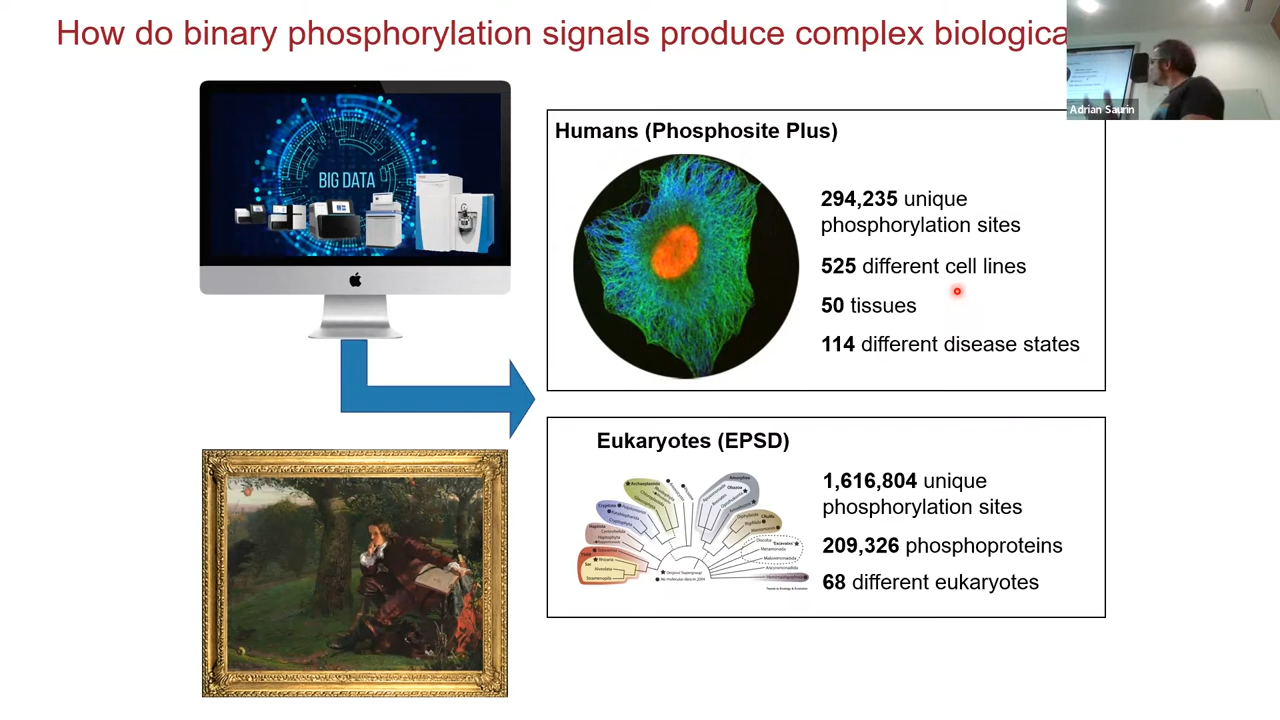 How do binary phosphorylation signals produce complex biologica
Adrian Saurin
BIG DATA
Humans (Phosphosite Plus)
294,235 unique
phosphorylation sites
525 different cell lines
50 tissues
114 different disease states
Eukaryotes (EPSD)
1,616,804 unique
phosphorylation sites
209,326 phosphoproteins
68 different eukaryotes